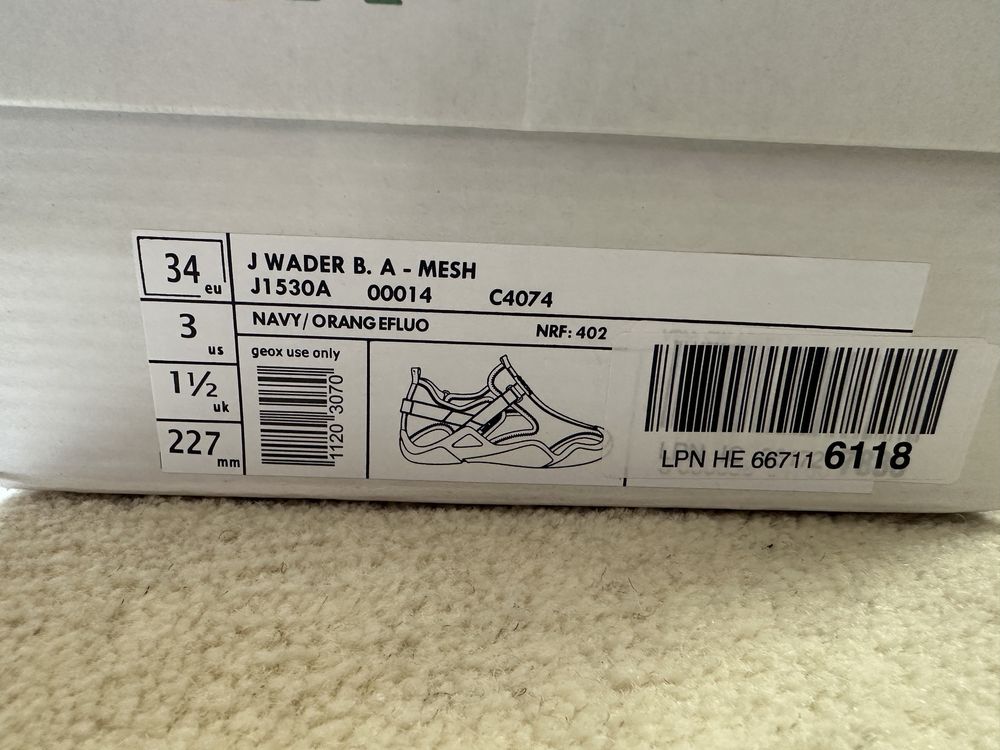 34 eu
J WADER B. A - MESH
J1530A 00014 C4074
3 us
NAVY/ORANGEFLUO NRF: 402
1½ uk
geox use only
1120 3070
227 mm
LPN HE 66711 6118